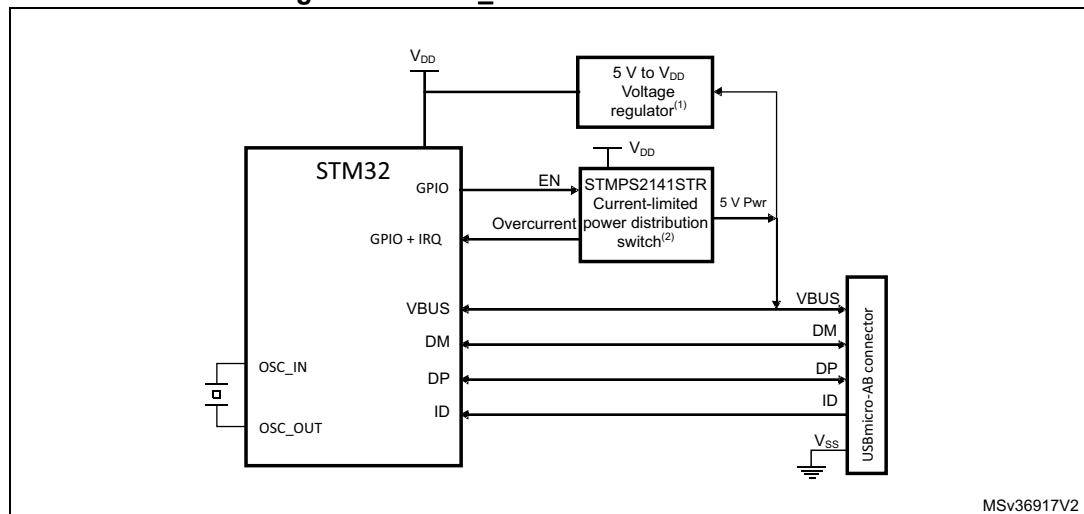 V_DD
5 V to V_DD
Voltage
regulator(1)
STM32
V_DD
GPIO
EN
STMPS2141STR
Current-limited
power distribution
switch(2)
5 V Pwr
Overcurrent
GPIO + IRQ
VBUS
VBUS
DM
DM
DP
DP
ID
ID
OSC_IN
OSC_OUT
V_SS
USBmicro-AB connector
MSv36917V2